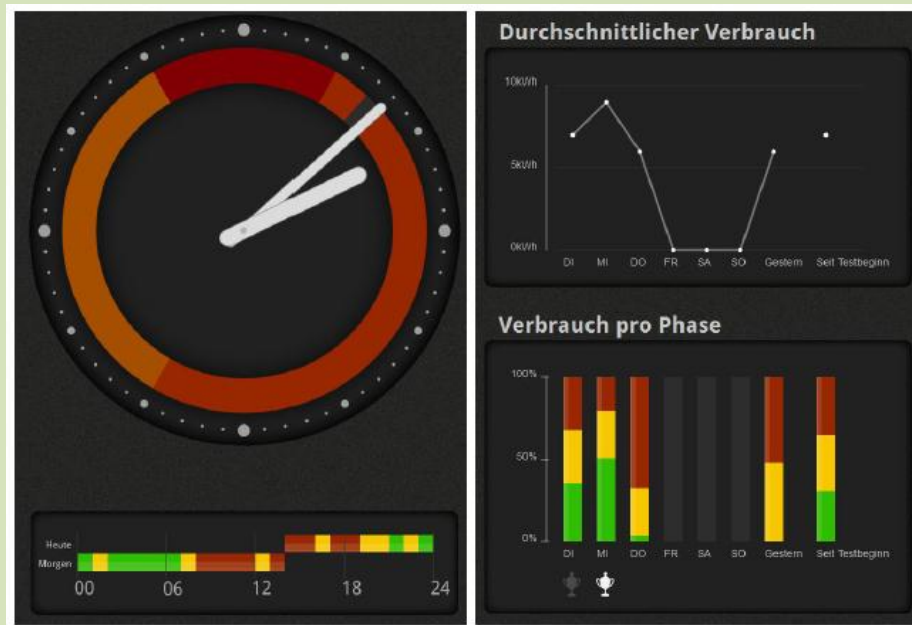 Heute
Morgen
00 06 12 18 24
Durchschnittlicher Verbrauch
10kWh
5kWh
0kWh
DI MI DO FR SA SO Gestern Seit Testbeginn
Verbrauch pro Phase
100%
50%
0%
DI MI DO FR SA SO Gestern Seit Testbeginn